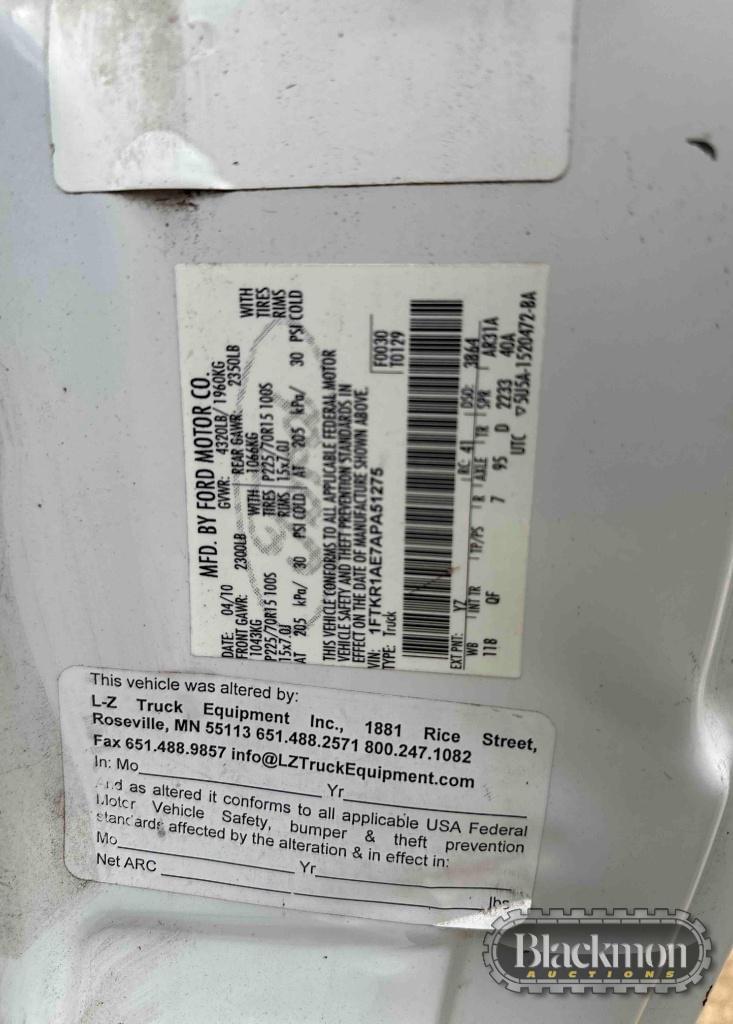 MFD. BY FORD MOTOR CO.
DATE: 04/10 GVWR: 4320LB/1960KG
FRONT GAWR: 2300LB REAR GAWR: 2350LB
1043KG WITH 1066KG WITH
P225/70R15 100S TIRES P225/70R15 100S TIRES
15x7.0J RIMS 15x7.0J RIMS
AT 205 kPa/ 30 PSI COLD AT 205 kPa/ 30 PSI COLD
THIS VEHICLE CONFORMS TO ALL APPLICABLE FEDERAL MOTOR
VEHICLE SAFETY AND THEFT PREVENTION STANDARDS IN
EFFECT ON THE DATE OF MANUFACTURE SHOWN ABOVE.
VIN: 1FTKR1AE7APA51275 F0030
TYPE: Truck T0129
EXT PNT: YZ RC: 41 DSO: 3864
WB INT TR TP/PS R AXLE TR SPR AR31A
118 QF 7 95 D 2233 40A
UTC ▽5U5A-1520472-BA
This vehicle was altered by:
L-Z Truck Equipment Inc., 1881 Rice Street,
Roseville, MN 55113 651.488.2571 800.247.1082
Fax 651.488.9857 info@LZTruckEquipment.com
In: Mo Yr
And as altered it conforms to all applicable USA Federal
Motor Vehicle Safety, bumper & theft prevention
standards affected by the alteration & in effect in:
Mo Yr
Net ARC lbs
Blackmon
AUCTIONS